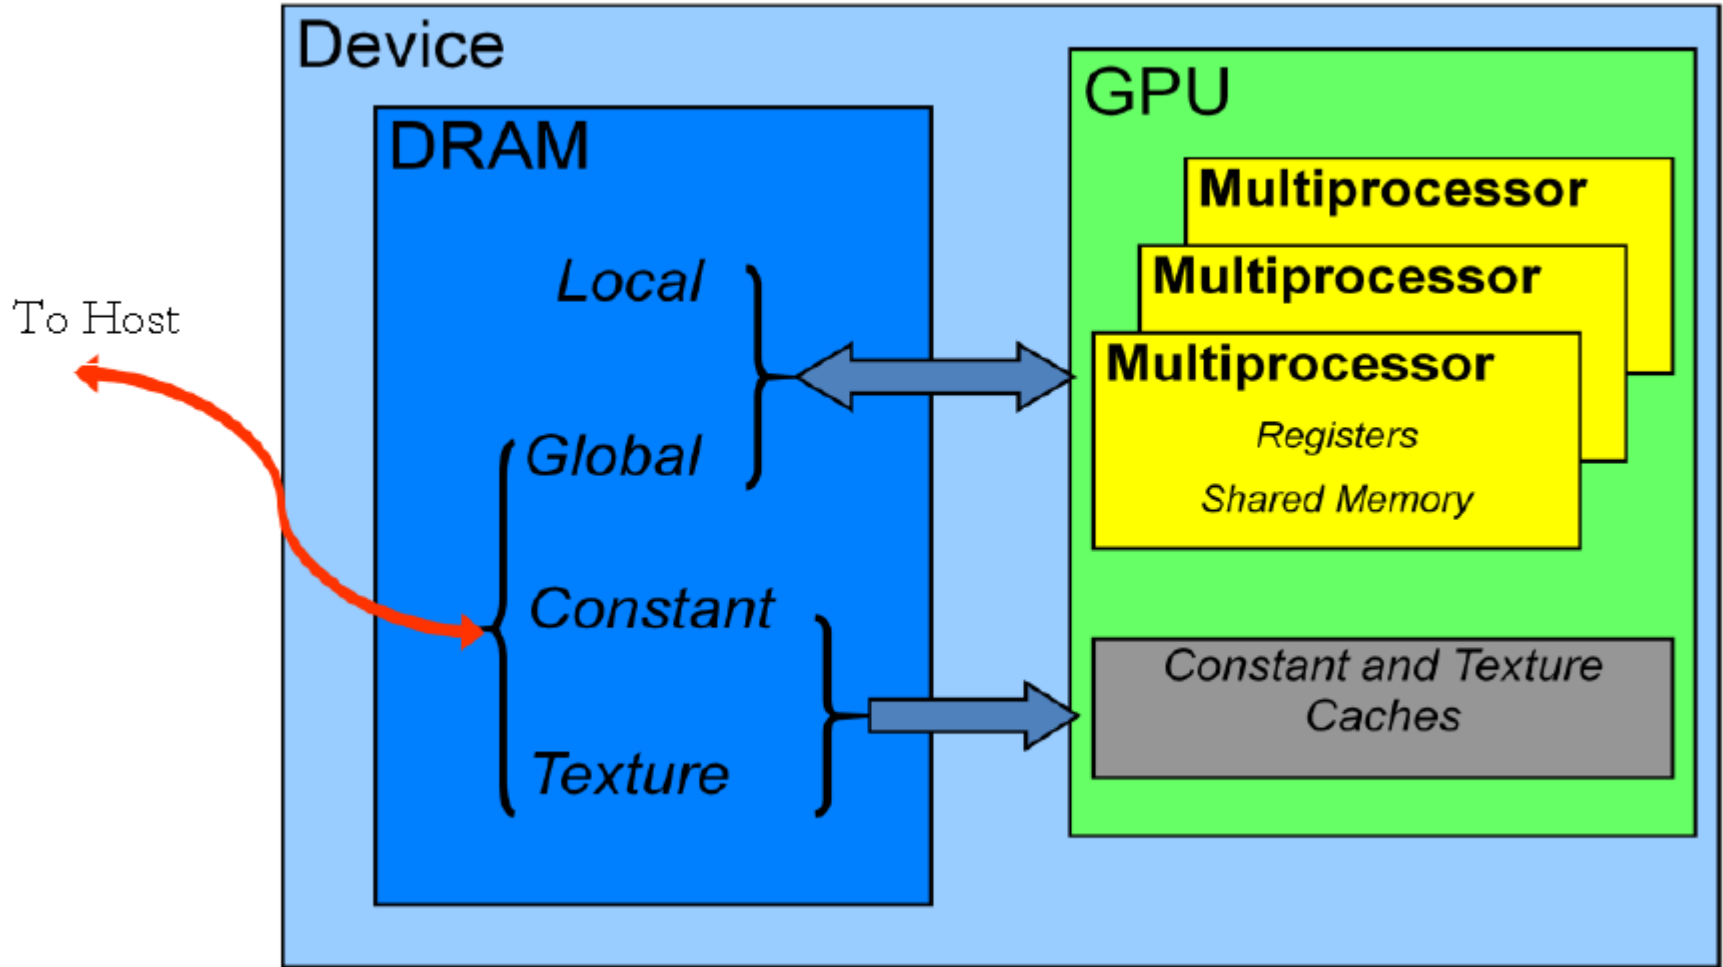 Device
GPU
DRAM
Multiprocessor
Multiprocessor
Multiprocessor
Registers
Shared Memory
Local
To Host
Global
Constant
Texture
Constant and Texture
Caches